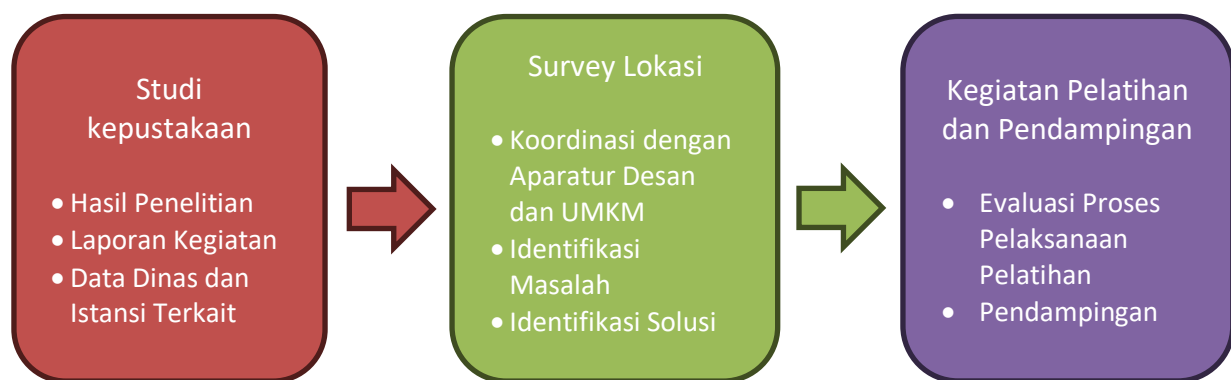 Studi
kepustakaan
• Hasil Penelitian
• Laporan Kegiatan
• Data Dinas dan
Istansi Terkait
Survey Lokasi
• Koordinasi dengan
Aparatur Desan
dan UMKM
• Identifikasi
Masalah
• Identifikasi Solusi
Kegiatan Pelatihan
dan Pendampingan
• Evaluasi Proses
Pelaksanaan
Pelatihan
• Pendampingan